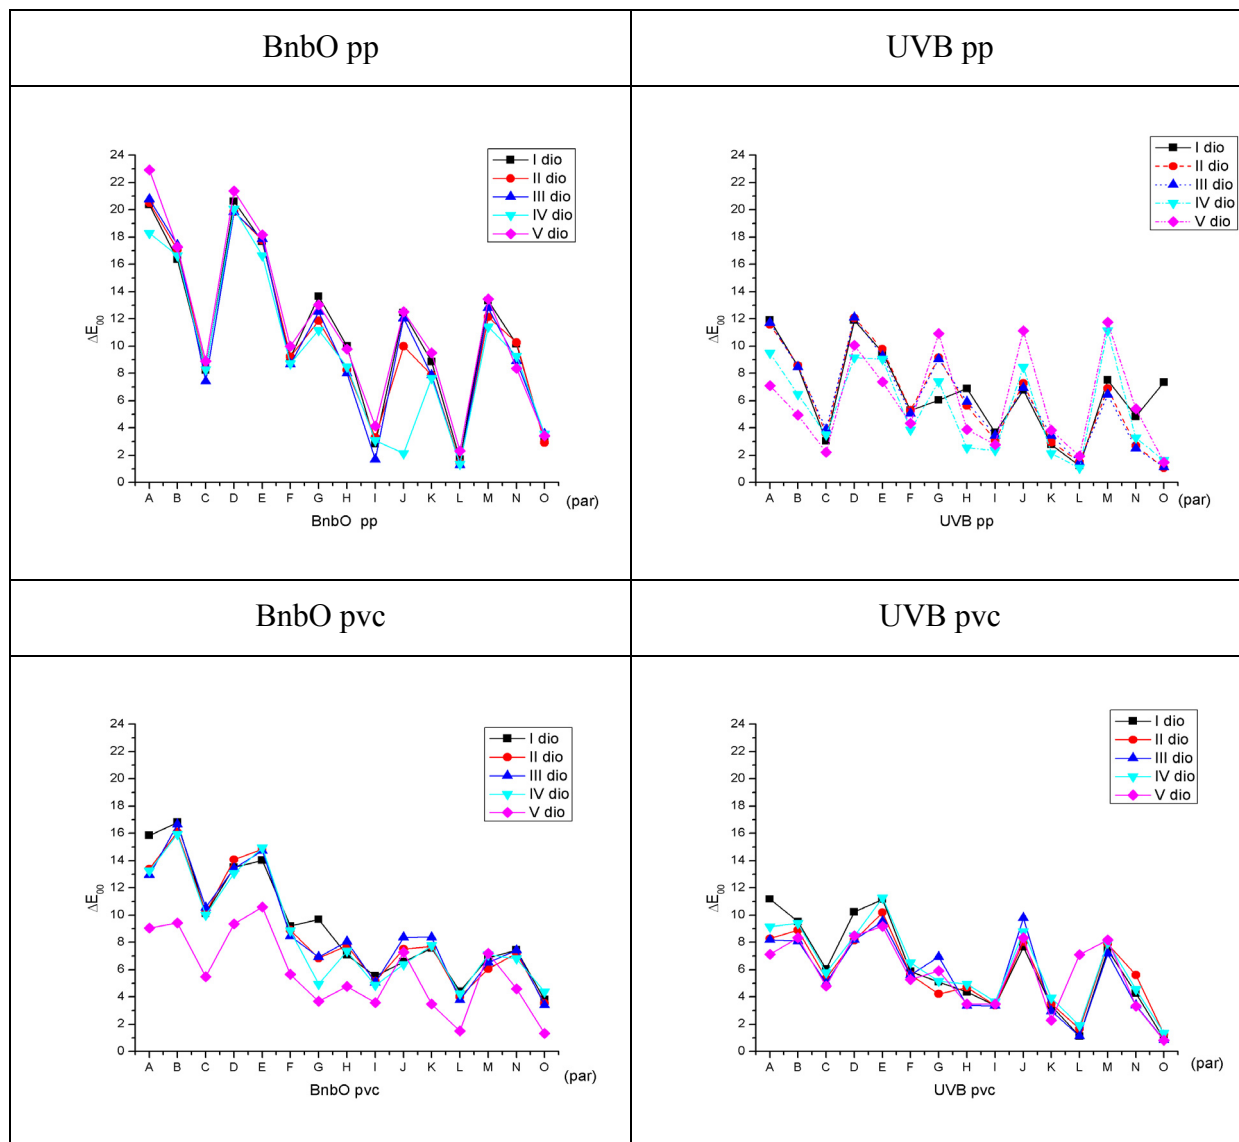 BnbO pp
UVB pp
24
22
20
18
16
14
12
10
8
6
4
2
0
ΔE00
A B C D E F G H I J K L M N O
(par)
BnbO pp
I dio
II dio
III dio
IV dio
V dio
24
22
20
18
16
14
12
10
8
6
4
2
0
ΔE00
A B C D E F G H I J K L M N O
(par)
UVB pp
I dio
II dio
III dio
IV dio
V dio
BnbO pvc
UVB pvc
24
22
20
18
16
14
12
10
8
6
4
2
0
ΔE00
A B C D E F G H I J K L M N O
(par)
BnbO pvc
I dio
II dio
III dio
IV dio
V dio
24
22
20
18
16
14
12
10
8
6
4
2
0
ΔE00
A B C D E F G H I J K L M N O
(par)
UVB pvc
I dio
II dio
III dio
IV dio
V dio